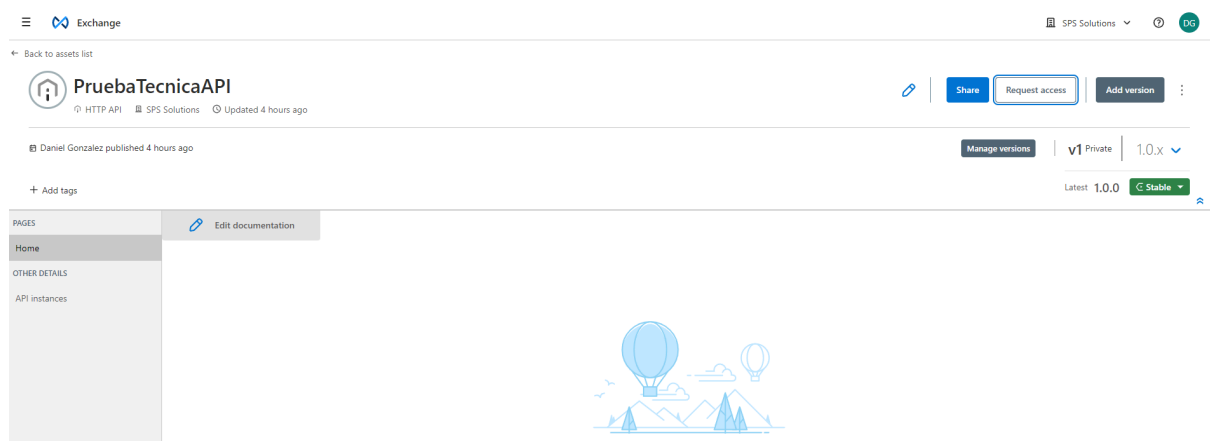 Exchange
SPS Solutions
DG
Back to assets list
PruebaTecnicaAPI
HTTP API SPS Solutions Updated 4 hours ago
Share Request access Add version
Daniel Gonzalez published 4 hours ago
Manage versions v1 Private 1.0.x
+ Add tags
Latest 1.0.0 Stable
PAGES
Edit documentation
Home
OTHER DETAILS
API instances